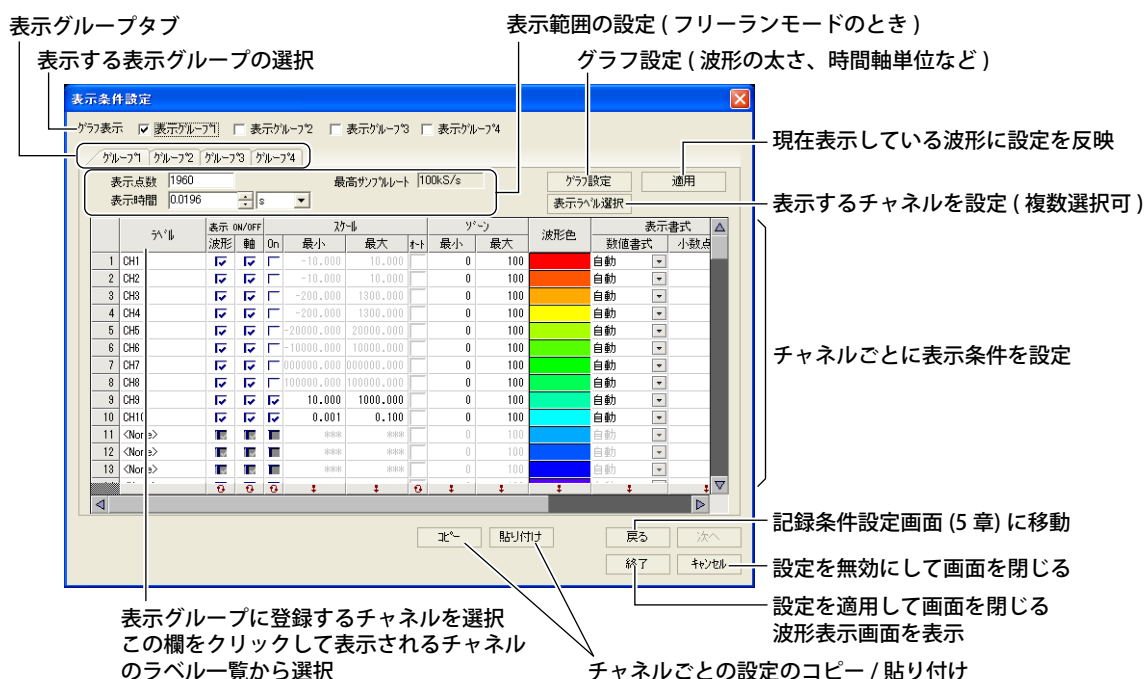 表示グループタブ
表示範囲の設定 ( フリーランモードのとき )
表示する表示グループの選択
グラフ設定 ( 波形の太さ、時間軸単位など )
表示条件設定
グラフ表示 表示グループ1 表示グループ2 表示グループ3 表示グループ4
現在表示している波形に設定を反映
グループ1 グループ2 グループ3 グループ4
表示点数 1960 最高サンプルレート 100kS/s グラフ設定 適用
表示時間 0.0196 s 表示ラベル選択
表示するチャネルを設定 ( 複数選択可 )
ラベル 表示 ON/OFF スケール ゾーン 波形色 表示書式
波形 軸 On 最小 最大 オート 最小 最大 数値書式 小数点
1 CH1 -10.000 10.000 0 100 自動
2 CH2 -10.000 10.000 0 100 自動
3 CH3 -200.000 1300.000 0 100 自動
4 CH4 -200.000 1300.000 0 100 自動
5 CH5 -20000.000 20000.000 0 100 自動
6 CH6 -10000.000 10000.000 0 100 自動
チャネルごとに表示条件を設定
7 CH7 000000.000 000000.000 0 100 自動
8 CH8 100000.000 100000.000 0 100 自動
9 CH9 10.000 1000.000 0 100 自動
10 CH10 0.001 0.100 0 100 自動
11 <None> *** *** 0 100 自動
12 <None> *** *** 0 100 自動
13 <None> *** *** 0 100 自動
コピー 貼り付け 戻る 次へ
記録条件設定画面 (5 章) に移動
終了 キャンセル
設定を無効にして画面を閉じる
設定を適用して画面を閉じる
波形表示画面を表示
表示グループに登録するチャネルを選択
この欄をクリックして表示されるチャネル
のラベル一覧から選択
チャネルごとの設定のコピー / 貼り付け